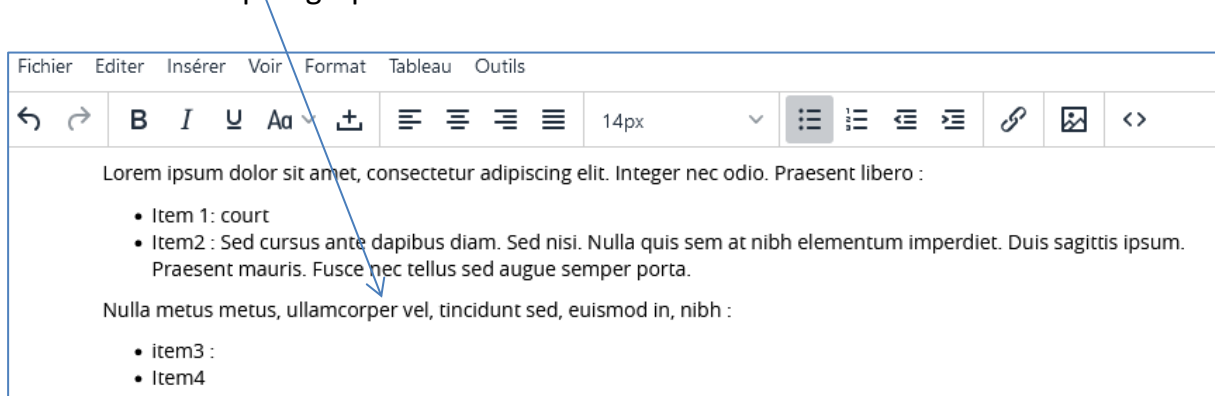 Fichier Editer Insérer Voir Format Tableau Outils
B I U Aa 14px
Lorem ipsum dolor sit amet, consectetur adipiscing elit. Integer nec odio. Praesent libero :
• Item 1: court
• Item2 : Sed cursus ante dapibus diam. Sed nisi. Nulla quis sem at nibh elementum imperdiet. Duis sagittis ipsum.
Praesent mauris. Fusce nec tellus sed augue semper porta.
Nulla metus metus, ullamcorper vel, tincidunt sed, euismod in, nibh :
• item3 :
• Item4